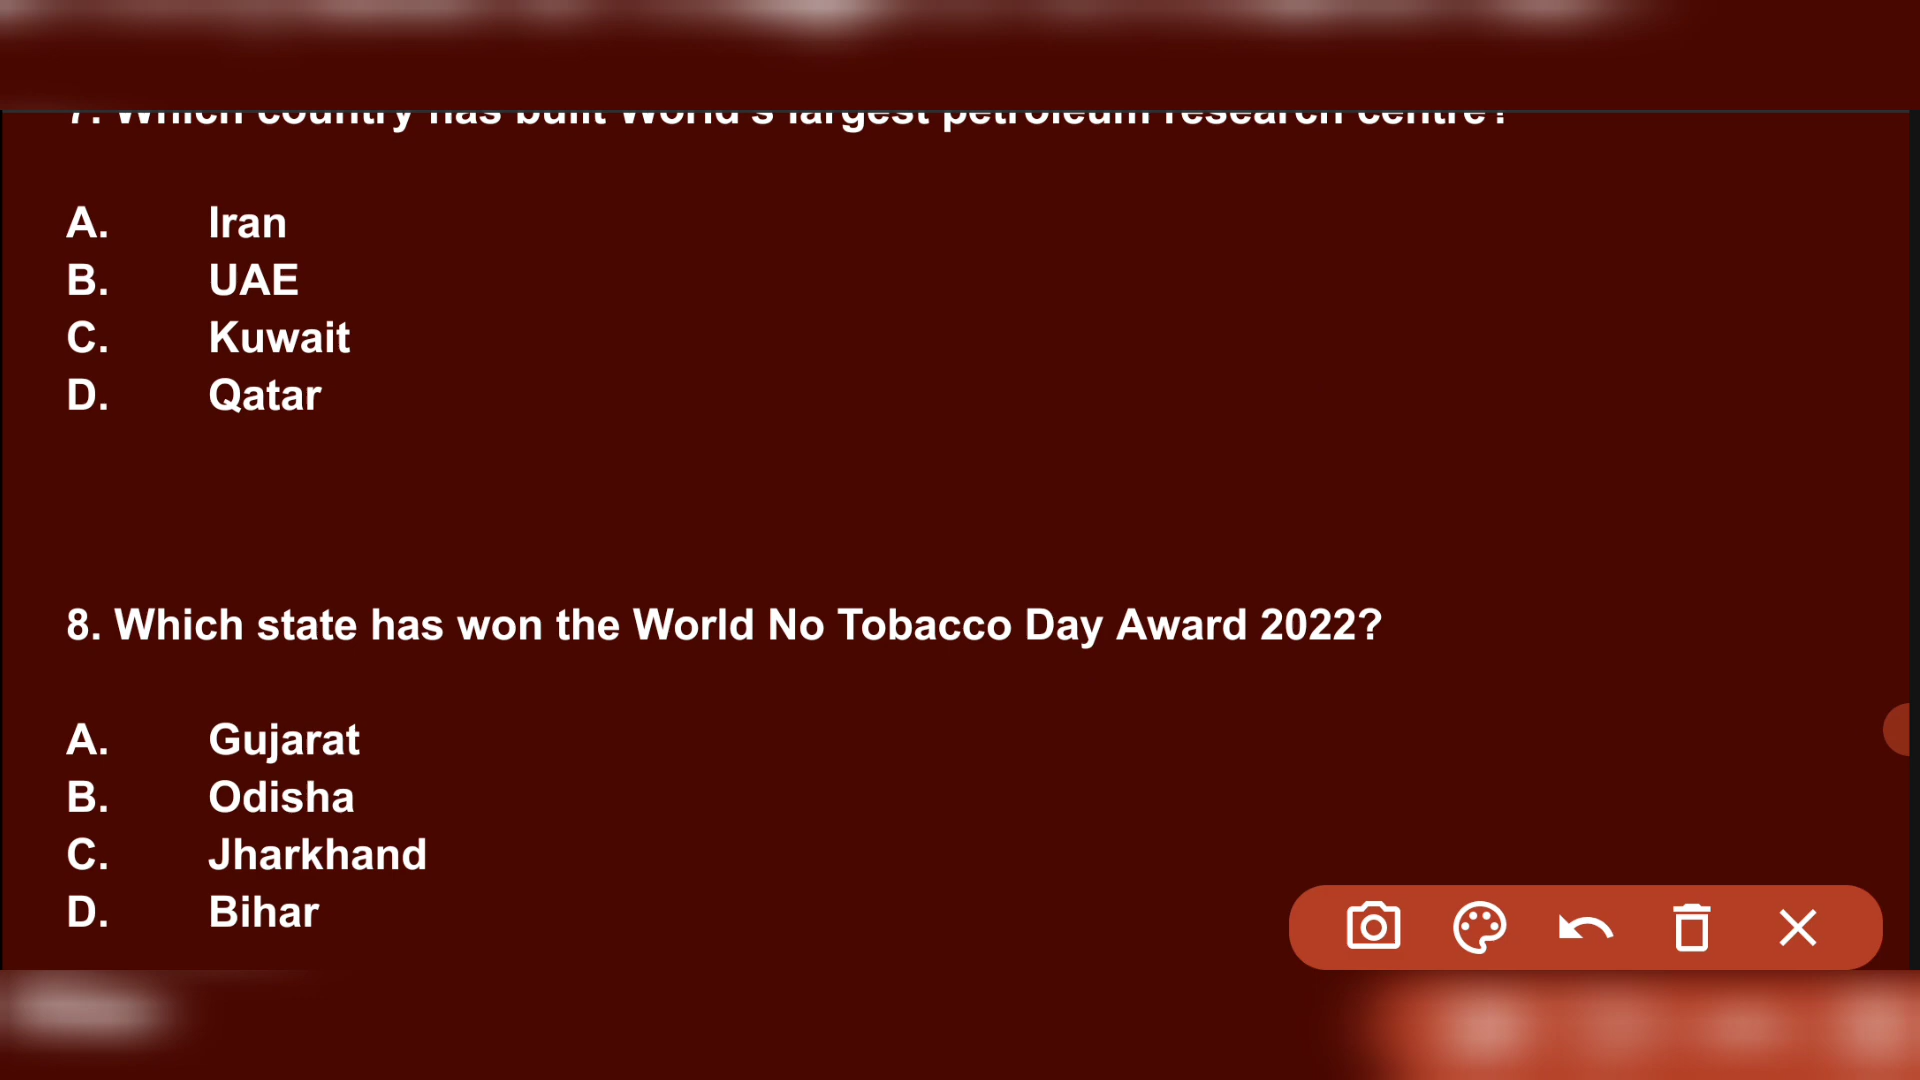 7. Which country has built World's largest petroleum research centre?
A. Iran
B. UAE
C. Kuwait
D. Qatar
8. Which state has won the World No Tobacco Day Award 2022?
A. Gujarat
B. Odisha
C. Jharkhand
D. Bihar